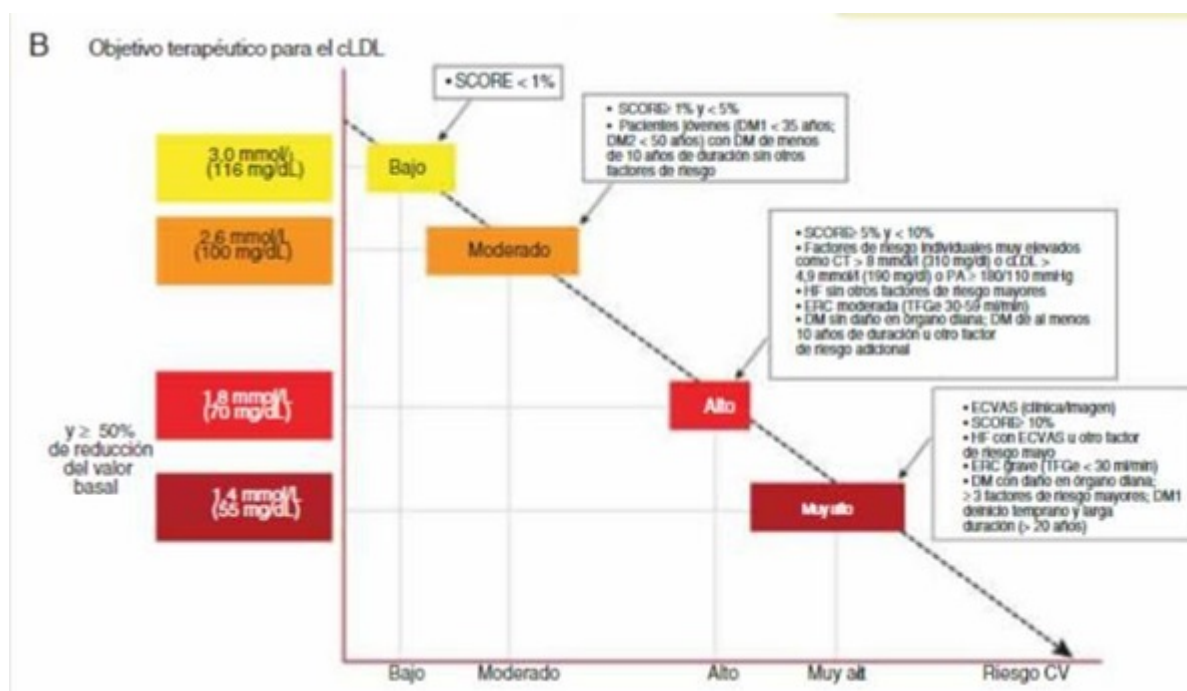 B Objetivo terapéutico para el cLDL
• SCORE < 1%
• SCORE≥ 1% y < 5%
• Pacientes jóvenes (DM1 < 35 años;
DM2 < 50 años) con DM de menos
de 10 años de duración sin otros
factores de riesgo
3,0 mmol/L
(116 mg/dL)
Bajo
2,6 mmol/L
(100 mg/dL)
Moderado
• SCORE≥ 5% y < 10%
• Factores de riesgo individuales muy elevados
como CT > 8 mmol/l (310 mg/dl) o cLDL >
4,9 mmol/l (190 mg/dl) o PA ≥ 180/110 mmHg
• HF sin otros factores de riesgo mayores
• ERC moderada (TFGe 30-59 ml/min)
• DM sin daño en órgano diana; DM de al menos
10 años de duración u otro factor
de riesgo adicional
1,8 mmol/L
(70 mg/dL)
Alto
y ≥ 50%
de reducción
del valor
basal
• ECVAS (clínica/imagen)
• SCORE≥ 10%
• HF con ECVAS u otro factor
de riesgo mayo
• ERC grave (TFGe < 30 ml/min)
• DM con daño en órgano diana;
≥ 3 factores de riesgo mayores; DM1
deinicio temprano y larga
duración (> 20 años)
1,4 mmol/L
(55 mg/dL)
Muy alto
Bajo Moderado Alto Muy alt Riesgo CV